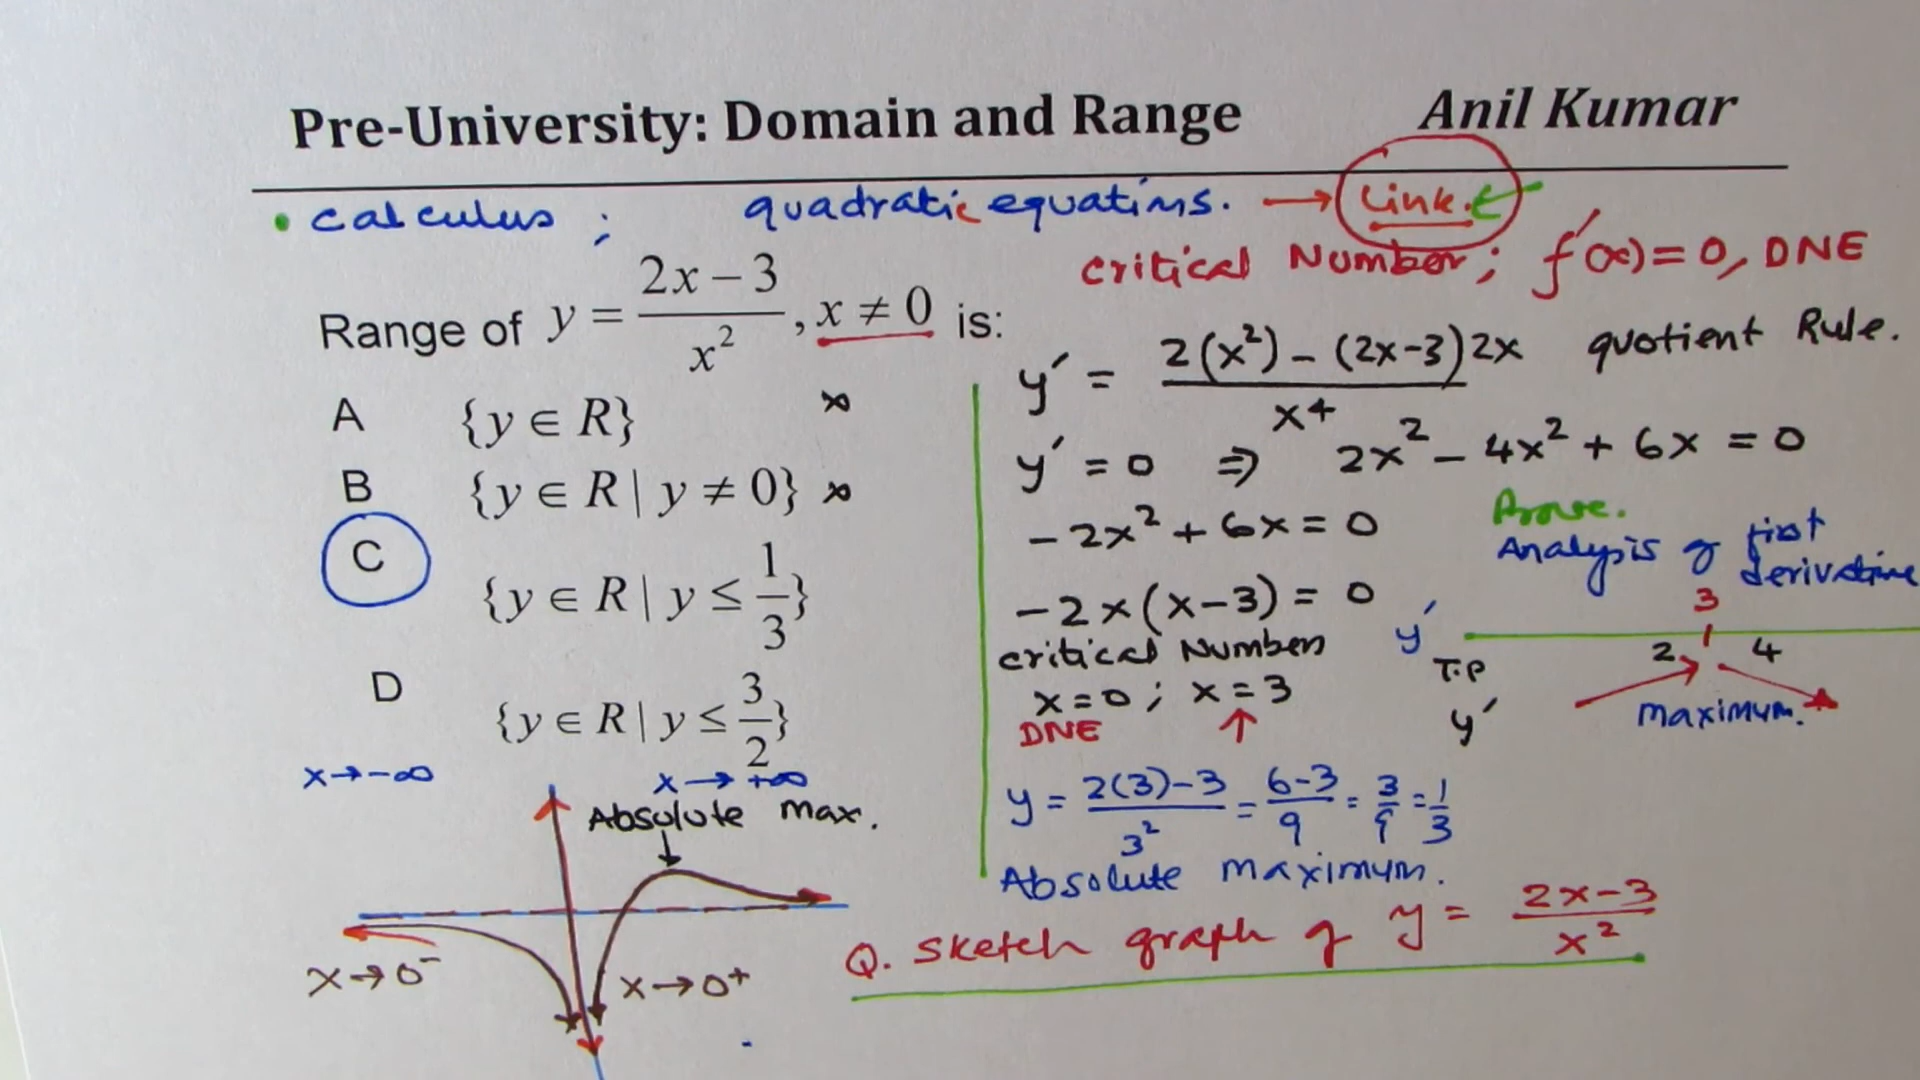 Pre-University: Domain and Range Anil Kumar
• calculus ; quadratic equations. → Link.
critical Number; f'(x) = 0, DNE
Range of y = (2x − 3)/x², x ≠ 0 is:
A {y ∈ R} ×
B {y ∈ R | y ≠ 0} ×
C {y ∈ R | y ≤ 1/3}
D {y ∈ R | y ≤ 3/2}
y' = (2(x²) − (2x−3)2x)/x⁴ quotient Rule.
y' = 0 ⇒ 2x² − 4x² + 6x = 0
−2x² + 6x = 0
−2x(x−3) = 0
critical Numbers
x = 0 ; x = 3
DNE ↑
Prove.
Analysis of first
derivative
3
y'
T.P 2 4
y' maximum.
y = (2(3)−3)/3² = (6−3)/9 = 3/9 = 1/3
Absolute maximum.
Q. Sketch graph of y = (2x−3)/x²
x → −∞ x → +∞
Absolute max.
x → 0⁻ x → 0⁺